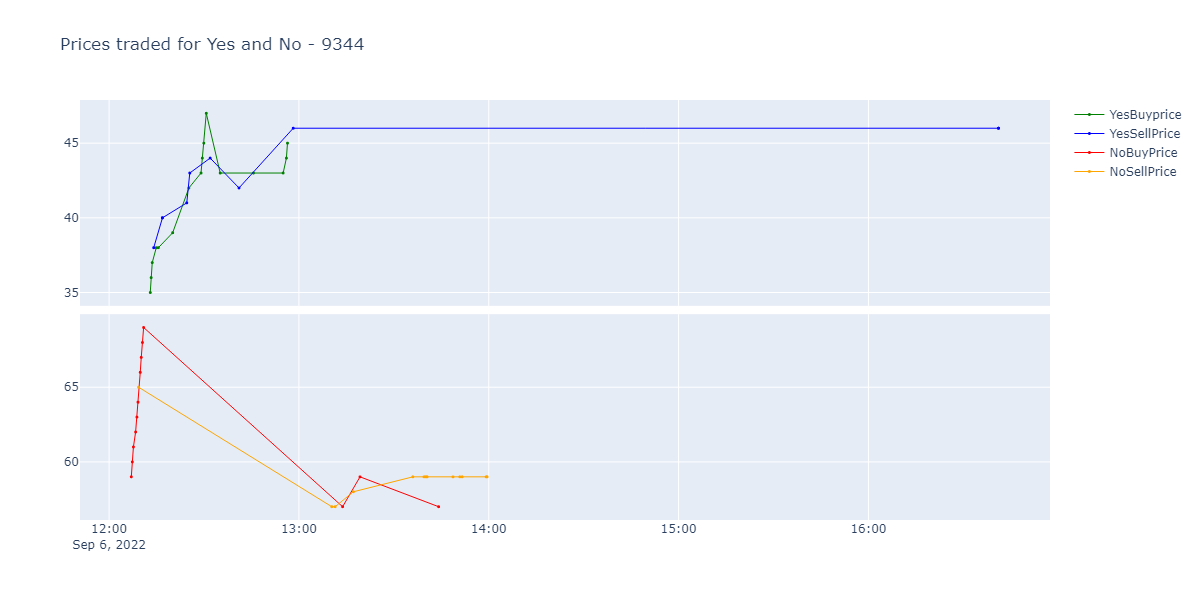 Prices traded for Yes and No - 9344
YesBuyprice
YesSellPrice
NoBuyPrice
NoSellPrice
45
40
35
65
60
12:00
13:00
14:00
15:00
16:00
Sep 6, 2022